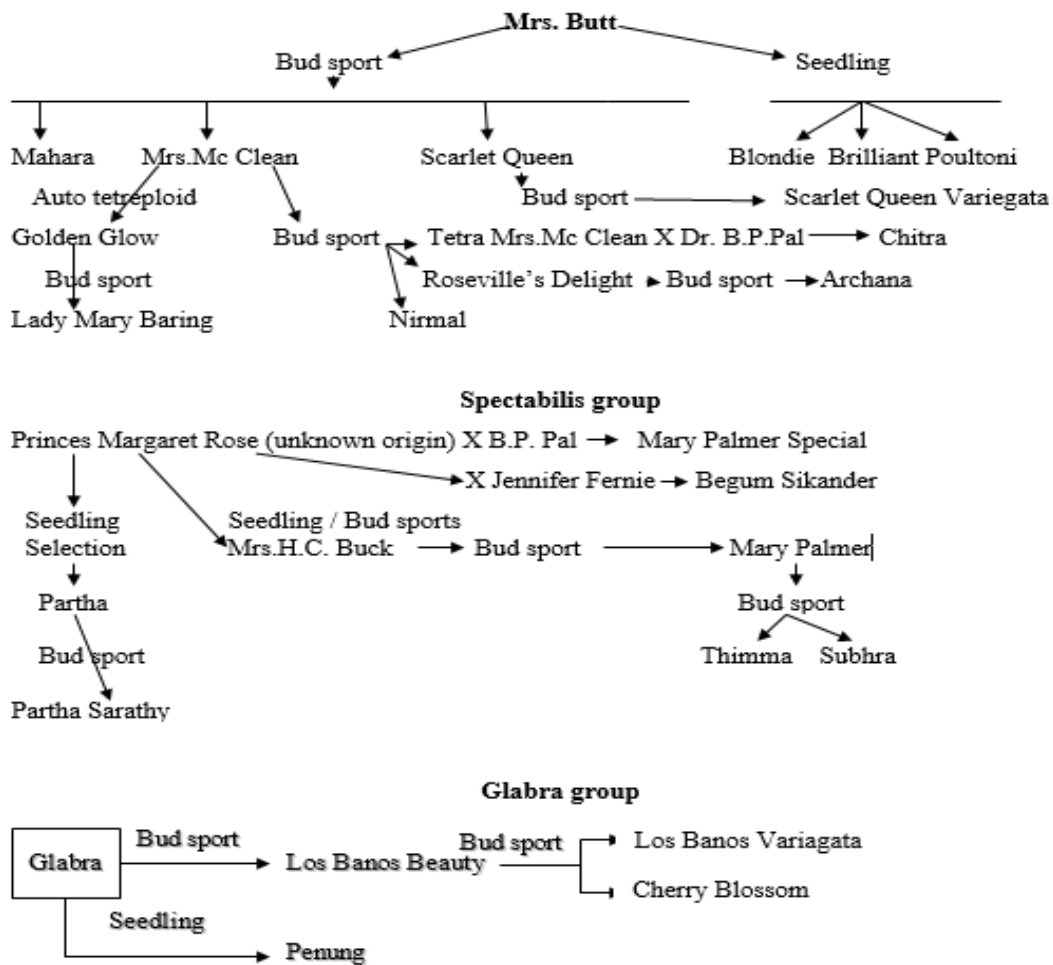 Mrs. Butt
Bud sport Seedling
Mahara Mrs.Mc Clean Scarlet Queen Blondie Brilliant Poultoni
Auto tetreploid Bud sport Scarlet Queen Variegata
Golden Glow Bud sport Tetra Mrs.Mc Clean X Dr. B.P.Pal Chitra
Bud sport Roseville's Delight Bud sport Archana
Lady Mary Baring Nirmal
Spectabilis group
Princes Margaret Rose (unknown origin) X B.P. Pal Mary Palmer Special
X Jennifer Fernie Begum Sikander
Seedling Seedling / Bud sports
Selection Mrs.H.C. Buck Bud sport Mary Palmer
Partha Bud sport
Bud sport Thimma Subhra
Partha Sarathy
Glabra group
Bud sport Bud sport Los Banos Variagata
Glabra Los Banos Beauty
Cherry Blossom
Seedling
Penung